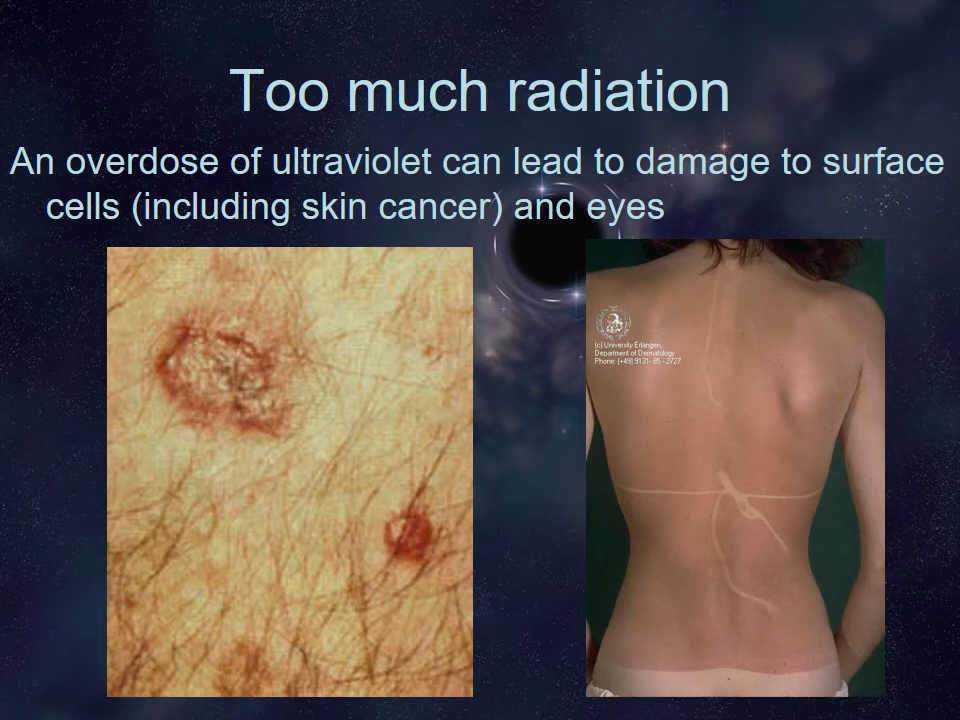 Too much radiation
An overdose of ultraviolet can lead to damage to surface
cells (including skin cancer) and eyes
(c) University Erlangen,
Department of Dermatology
Phone: (+49) 9131- 85 - 2727